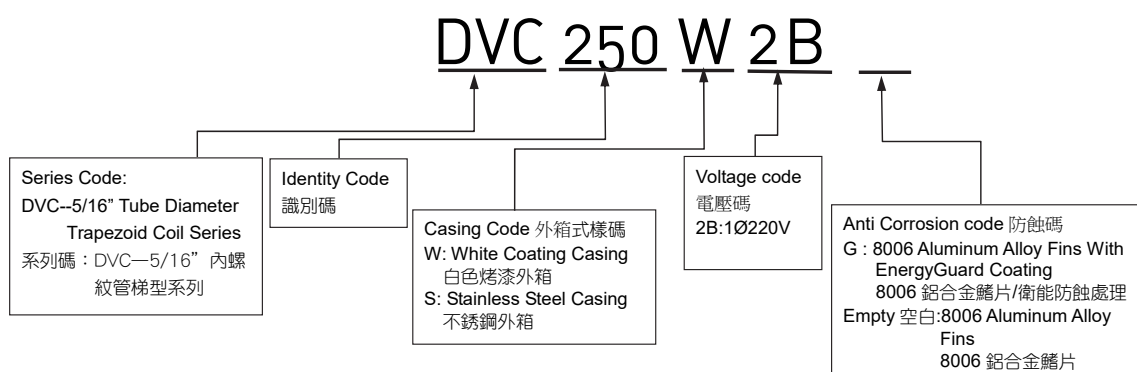 DVC 250 W 2B
Series Code:
DVC--5/16” Tube Diameter
Trapezoid Coil Series
系列碼：DVC—5/16” 內螺
紋管梯型系列
Identity Code
識別碼
Casing Code 外箱式樣碼
W: White Coating Casing
白色烤漆外箱
S: Stainless Steel Casing
不銹鋼外箱
Voltage code
電壓碼
2B:1Ø220V
Anti Corrosion code 防蝕碼
G : 8006 Aluminum Alloy Fins With
EnergyGuard Coating
8006 鋁合金鰭片/衛能防蝕處理
Empty 空白:8006 Aluminum Alloy
Fins
8006 鋁合金鰭片